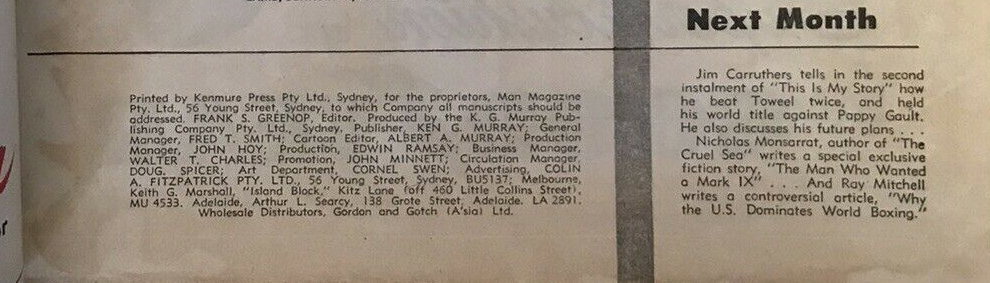 Printed by Kenmure Press Pty Ltd., Sydney, for the proprietors, Man Magazine
Pty. Ltd., 56 Young Street, Sydney, to which Company all manuscripts should be
addressed. FRANK S. GREENOP, Editor. Produced by the K. G. Murray Pub-
lishing Company Pty. Ltd., Sydney. Publisher, KEN G. MURRAY; General
Manager, FRED T. SMITH; Cartoon Editor, ALBERT A. MURRAY; Production
Manager, JOHN HOY; Production, EDWIN RAMSAY; Business Manager,
WALTER T. CHARLES; Promotion, JOHN MINNETT; Circulation Manager,
DOUG. SPICER; Art Department, CORNEL SWEN; Advertising, COLIN
A. FITZPATRICK PTY. LTD., 56 Young Street, Sydney, BU5137; Melbourne,
Keith G. Marshall, "Island Block," Kitz Lane (off 460 Little Collins Street),
MU 4533. Adelaide, Arthur L. Searcy, 138 Grote Street, Adelaide. LA 2891.
Wholesale Distributors, Gordon and Gotch (A'sia) Ltd.
Next Month
Jim Carruthers tells in the second
instalment of "This Is My Story" how
he beat Toweel twice, and held
his world title against Pappy Gault.
He also discusses his future plans . . .
Nicholas Monsarrat, author of "The
Cruel Sea" writes a special exclusive
fiction story, "The Man Who Wanted
a Mark IX" . . . And Ray Mitchell
writes a controversial article, "Why
the U.S. Dominates World Boxing."